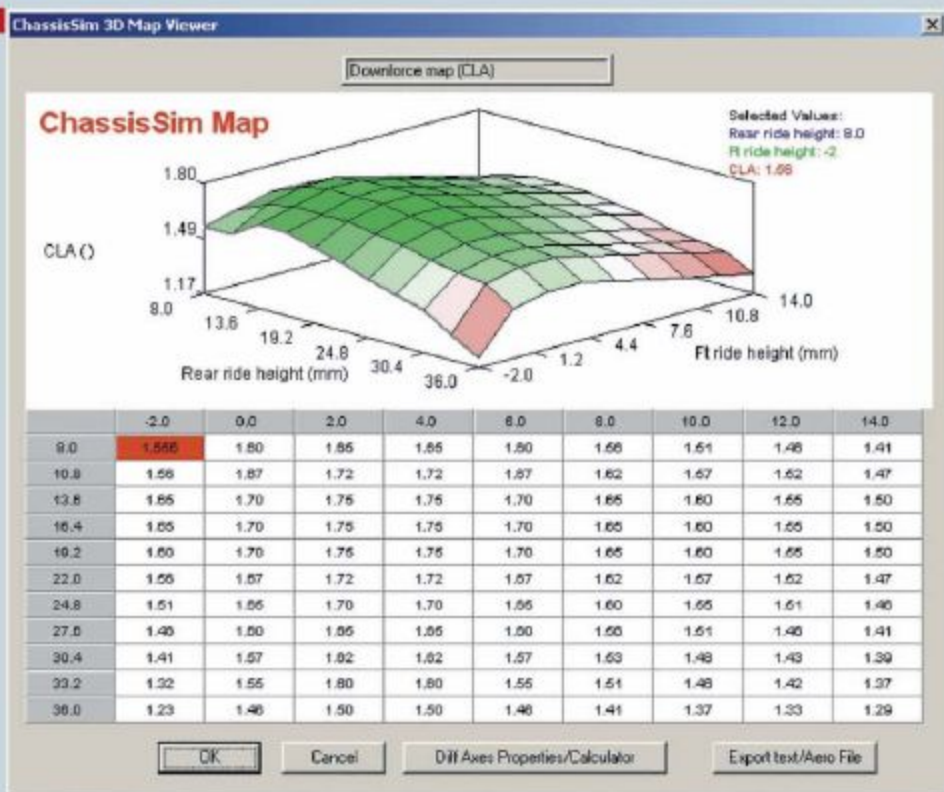 ChassisSim 3D Map Viewer
Downforce map (CLA)
ChassisSim Map
Selected Values:
Rear ride height: 8.0
Ft ride height: -2
CLA: 1.56
1.80
1.49
1.17
CLA ()
8.0
13.6
19.2
24.8
30.4
36.0
Rear ride height (mm)
-2.0
1.2
4.4
7.6
10.8
14.0
Ft ride height (mm)
-2.0 0.0 2.0 4.0 6.0 8.0 10.0 12.0 14.0
8.0 1.60 1.65 1.65 1.60 1.56 1.51 1.46 1.41
10.8 1.56 1.67 1.72 1.72 1.67 1.62 1.57 1.52 1.47
13.6 1.65 1.70 1.75 1.75 1.70 1.65 1.60 1.55 1.50
16.4 1.65 1.70 1.75 1.75 1.70 1.65 1.60 1.55 1.50
19.2 1.60 1.70 1.75 1.75 1.70 1.65 1.60 1.55 1.50
22.0 1.56 1.67 1.72 1.72 1.67 1.62 1.57 1.52 1.47
24.8 1.51 1.65 1.70 1.70 1.65 1.60 1.55 1.51 1.46
27.6 1.46 1.60 1.65 1.65 1.60 1.56 1.51 1.46 1.41
30.4 1.41 1.57 1.62 1.62 1.57 1.53 1.48 1.43 1.39
33.2 1.32 1.55 1.60 1.60 1.55 1.51 1.46 1.42 1.37
36.0 1.23 1.46 1.50 1.50 1.46 1.41 1.37 1.33 1.29
OK Cancel Diff Axes Properties/Calculator Export text/Aero File